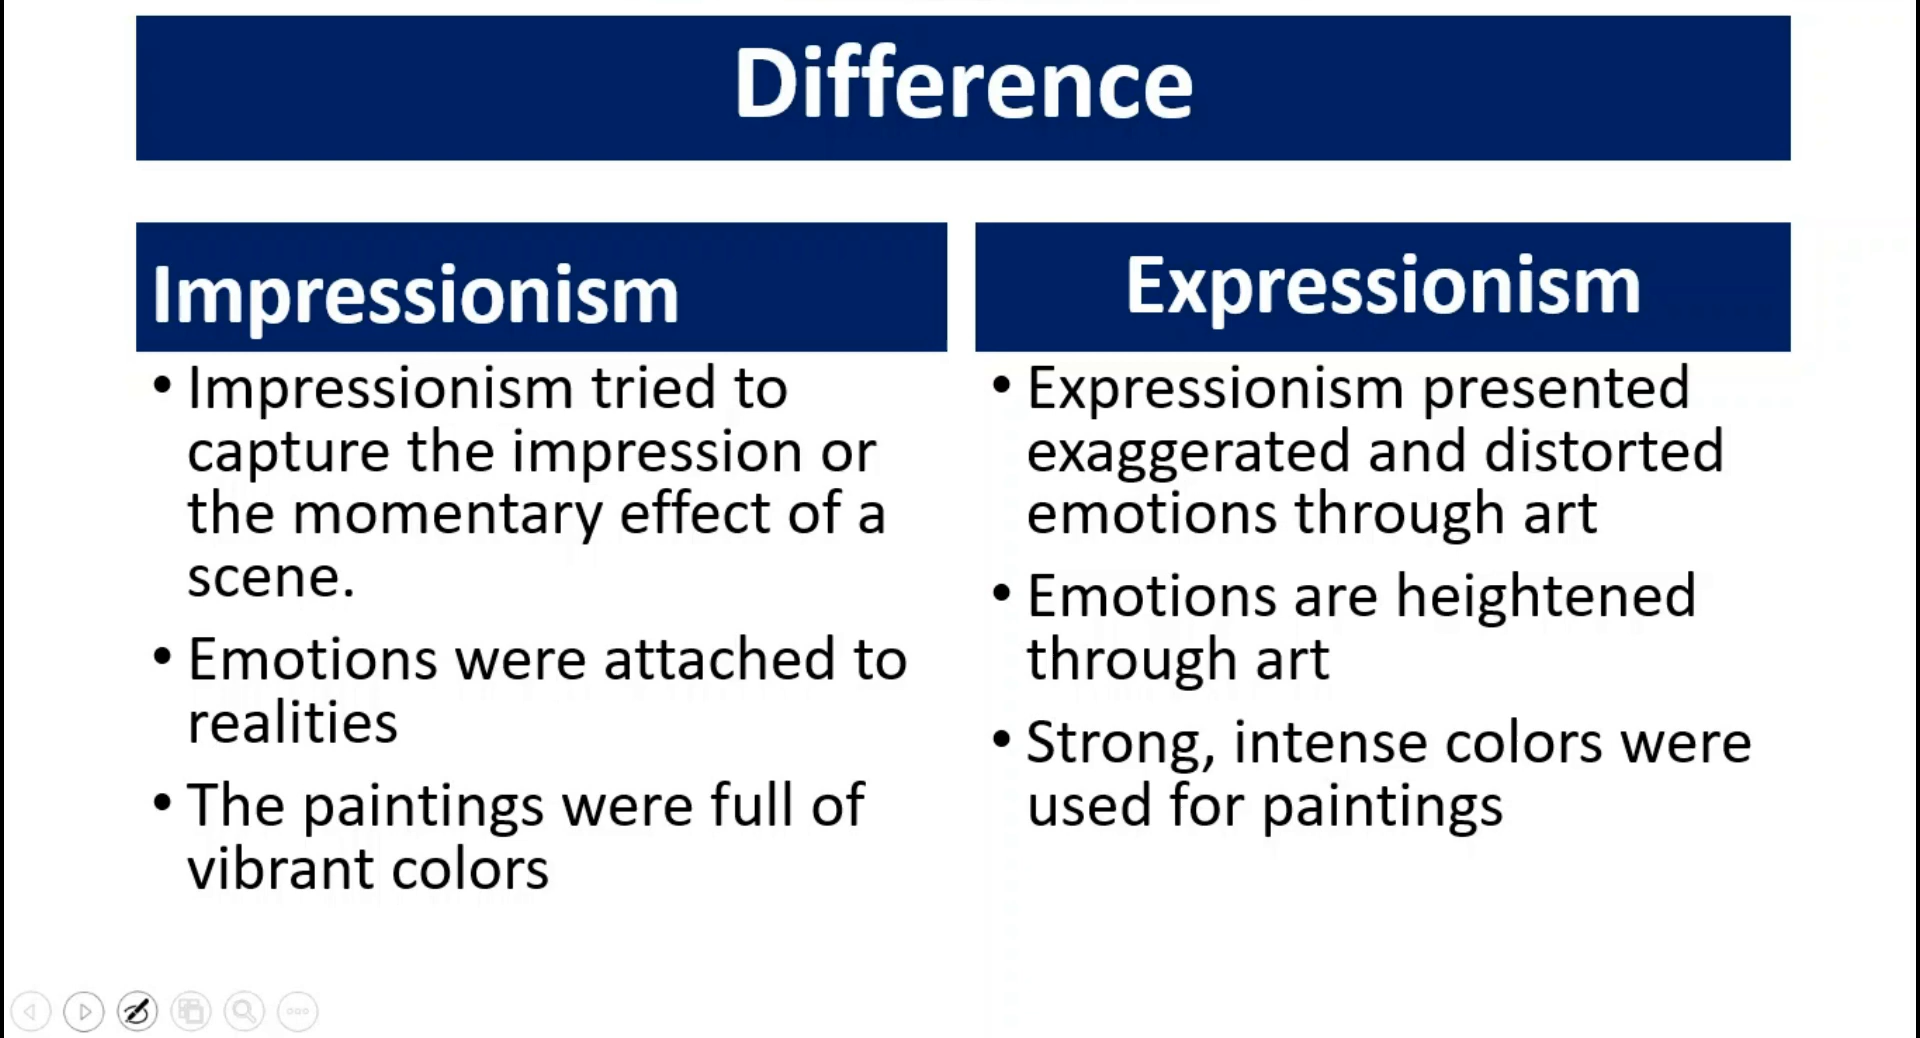 Difference
Impressionism
• Impressionism tried to
capture the impression or
the momentary effect of a
scene.
• Emotions were attached to
realities
• The paintings were full of
vibrant colors
Expressionism
• Expressionism presented
exaggerated and distorted
emotions through art
• Emotions are heightened
through art
• Strong, intense colors were
used for paintings